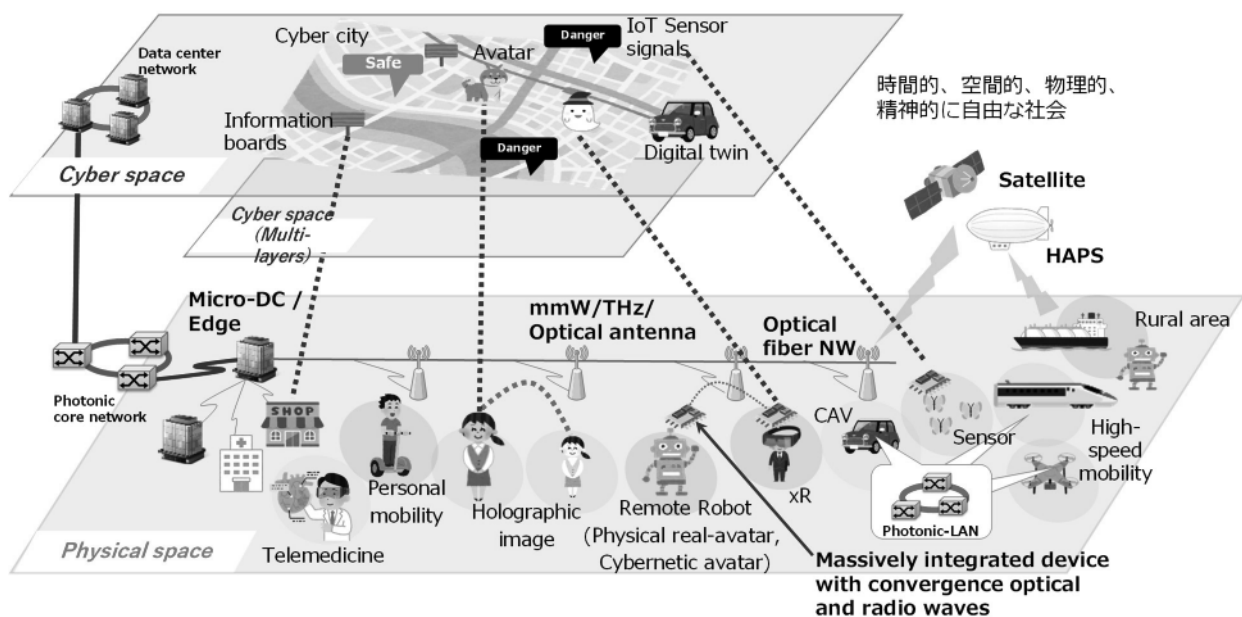 Cyber city
Danger
IoT Sensor
signals
Data center
network
Safe
Avatar
時間的、空間的、物理的、
精神的に自由な社会
Information
boards
Danger
Digital twin
Cyber space
Satellite
Cyber space
(Multi-
layers)
HAPS
Micro-DC /
Edge
mmW/THz/
Optical antenna
Optical
fiber NW
Rural area
Photonic
core network
SHOP
CAV
Sensor
High-
speed
mobility
Personal
mobility
Holographic
image
Remote Robot
(Physical real-avatar,
Cybernetic avatar)
xR
Photonic-LAN
Physical space
Telemedicine
Massively integrated device
with convergence optical
and radio waves